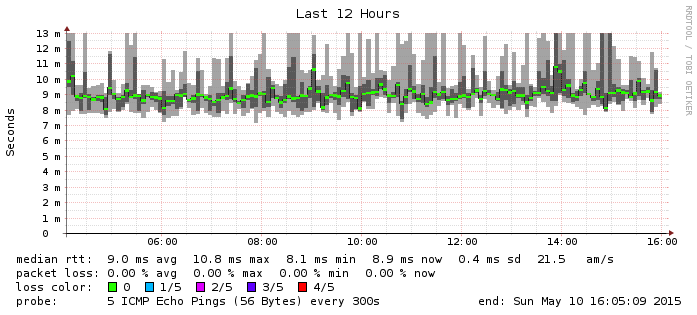 Last 12 Hours
RRDTOOL / TOBI OETIKER
Seconds
13 m
12 m
11 m
10 m
9 m
8 m
7 m
6 m
5 m
4 m
3 m
2 m
1 m
0
06:00 08:00 10:00 12:00 14:00 16:00
median rtt: 9.0 ms avg 10.8 ms max 8.1 ms min 8.9 ms now 0.4 ms sd 21.5 am/s
packet loss: 0.00 % avg 0.00 % max 0.00 % min 0.00 % now
loss color: 0 1/5 2/5 3/5 4/5
probe: 5 ICMP Echo Pings (56 Bytes) every 300s end: Sun May 10 16:05:09 2015